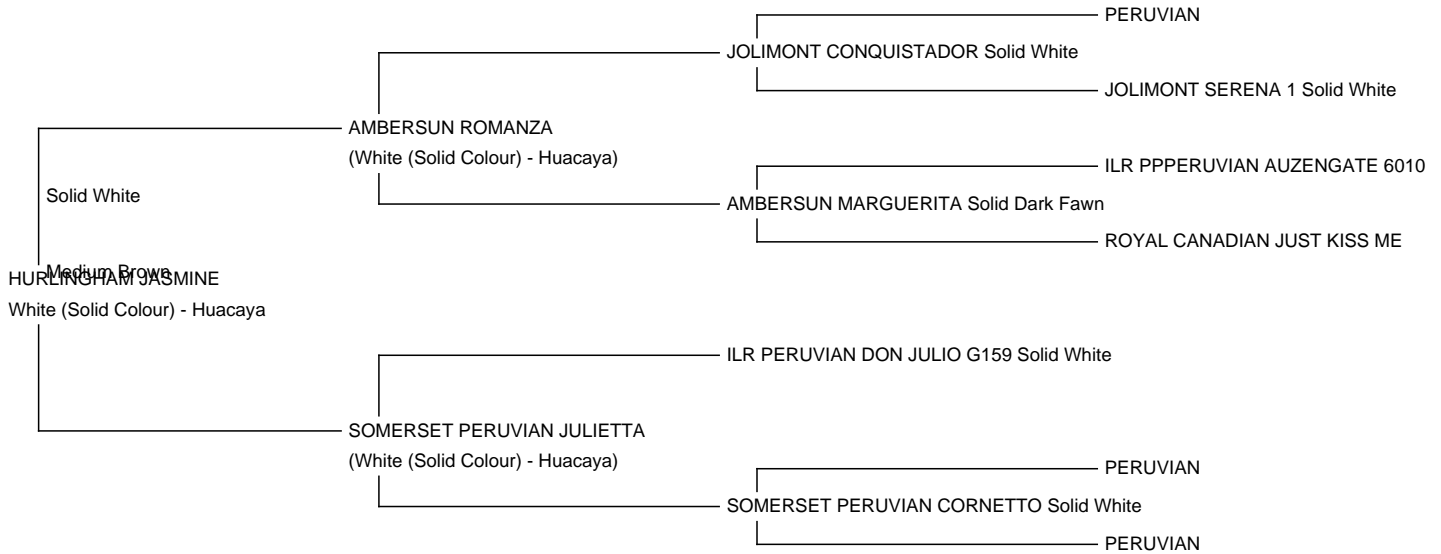 PERUVIAN
JOLIMONT CONQUISTADOR Solid White
JOLIMONT SERENA 1 Solid White
AMBERSUN ROMANZA
(White (Solid Colour) - Huacaya)
ILR PPPERUVIAN AUZENGATE 6010
Solid White
AMBERSUN MARGUERITA Solid Dark Fawn
ROYAL CANADIAN JUST KISS ME
Medium Brown
HURLINGHAM JASMINE
White (Solid Colour) - Huacaya
ILR PERUVIAN DON JULIO G159 Solid White
SOMERSET PERUVIAN JULIETTA
(White (Solid Colour) - Huacaya)
PERUVIAN
SOMERSET PERUVIAN CORNETTO Solid White
PERUVIAN